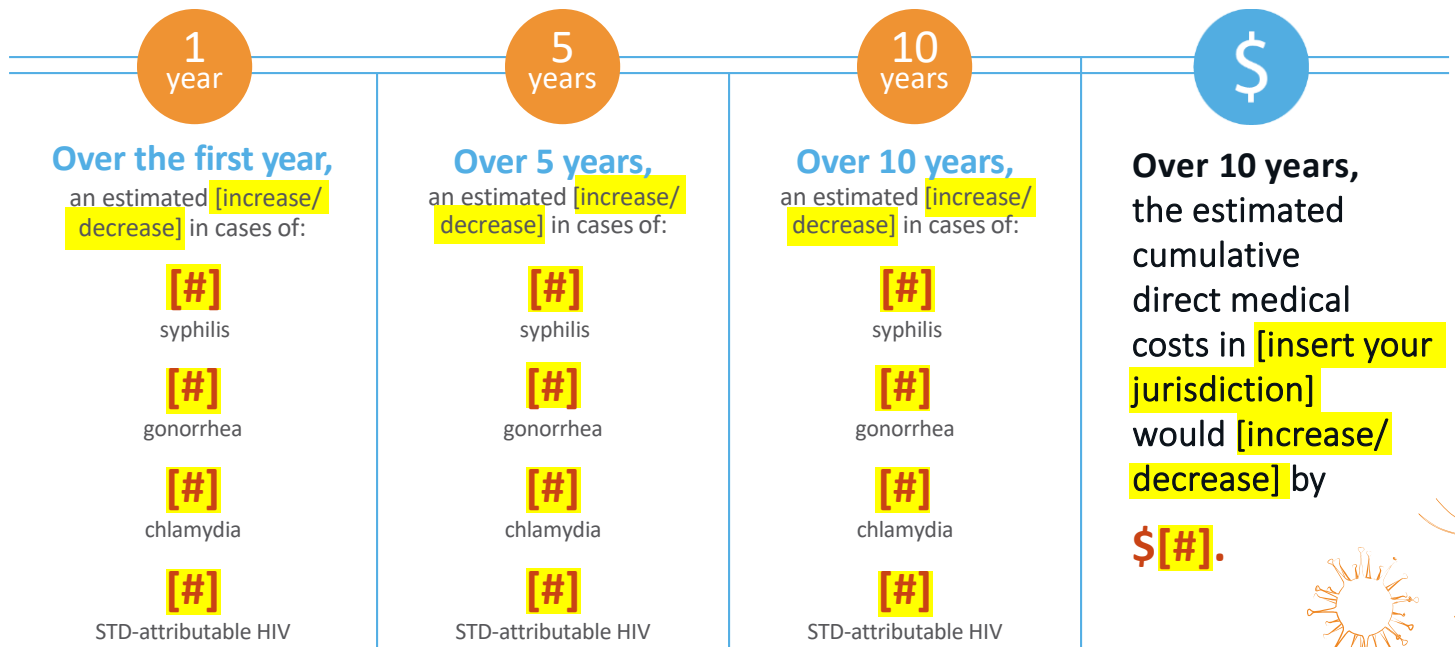 1
year
Over the first year,
an estimated [increase/
decrease] in cases of:
[#]
syphilis
[#]
gonorrhea
[#]
chlamydia
[#]
STD-attributable HIV
5
years
Over 5 years,
an estimated [increase/
decrease] in cases of:
[#]
syphilis
[#]
gonorrhea
[#]
chlamydia
[#]
STD-attributable HIV
10
years
Over 10 years,
an estimated [increase/
decrease] in cases of:
[#]
syphilis
[#]
gonorrhea
[#]
chlamydia
[#]
STD-attributable HIV
$
Over 10 years,
the estimated
cumulative
direct medical
costs in [insert your
jurisdiction]
would [increase/
decrease] by
$[#].